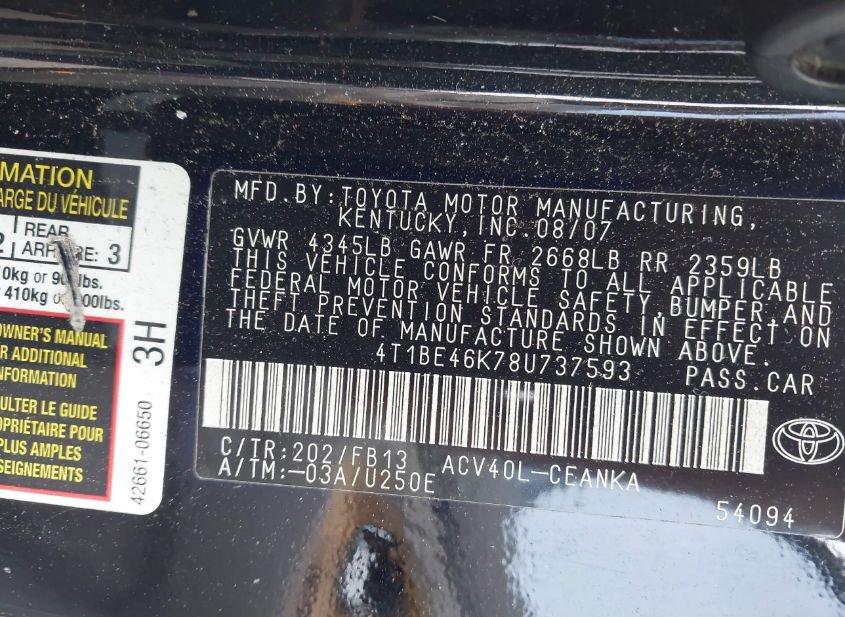 MATION
ARGE DU VÉHICULE
REAR
ARRIERE: 3
410kg
OWNER'S MANUAL
ADDITIONAL
NFORMATION
ULTER LE GUIDE
OPRIÉTAIRE POUR
PLUS AMPLES
SEIGNEMENTS
3H
42661-06650
MFD.BY:TOYOTA MOTOR MANUFACTURING,
KENTUCKY,INC.08/07
GVWR 4345LB GAWR FR 2668LB RR 2359LB
THIS VEHICLE CONFORMS TO ALL APPLICABLE
FEDERAL MOTOR VEHICLE SAFETY,BUMPER,AND
THEFT PREVENTION STANDARDS IN EFFECT ON
THE DATE OF MANUFACTURE SHOWN ABOVE.
4T1BE46K78U737593 PASS.CAR
C/TR:202/FB13 ACV40L-CEANKA
A/TM:-03A/U250E
54094